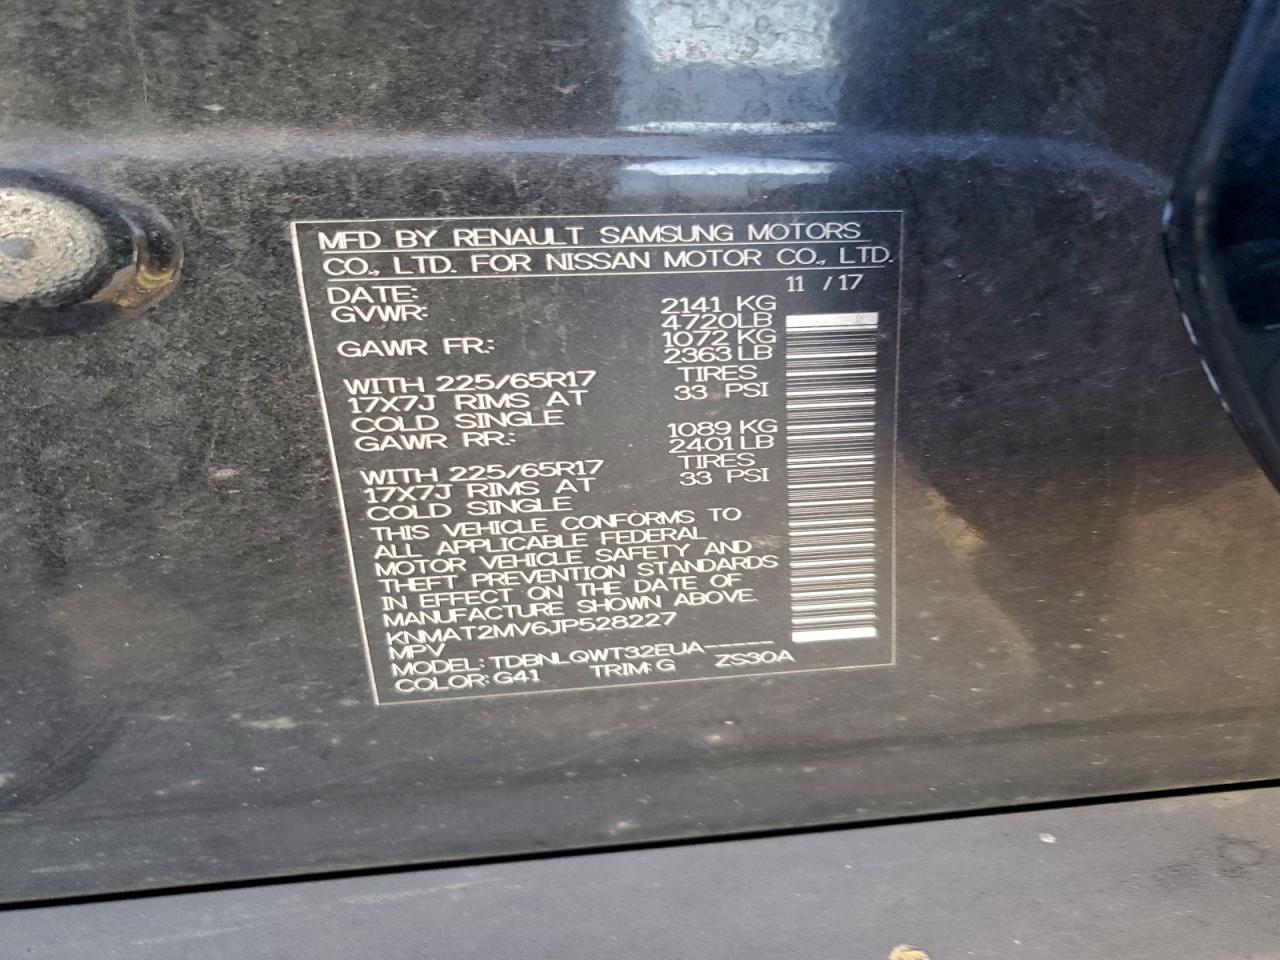 MFD BY RENAULT SAMSUNG MOTORS
CO., LTD. FOR NISSAN MOTOR CO., LTD.
DATE: 11 / 17
GVWR: 2141 KG
4720LB
GAWR FR.: 1072 KG
2363 LB
WITH 225/65R17 TIRES
17X7J RIMS AT 33 PSI
COLD SINGLE
GAWR RR.: 1089 KG
2401 LB
WITH 225/65R17 TIRES
17X7J RIMS AT 33 PSI
COLD SINGLE
THIS VEHICLE CONFORMS TO
ALL APPLICABLE FEDERAL
MOTOR VEHICLE SAFETY AND
THEFT PREVENTION STANDARDS
IN EFFECT ON THE DATE OF
MANUFACTURE SHOWN ABOVE.
KNMAT2MV6JP528227
MPV
MODEL: TDBNLQWT32EUA-----
COLOR: G41 TRIM: G ZS30A